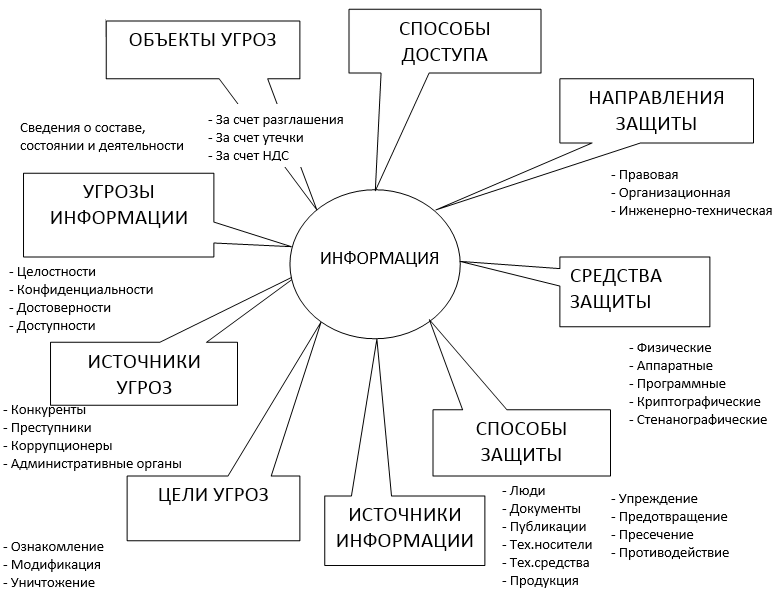 ОБЪЕКТЫ УГРОЗ
СПОСОБЫ
ДОСТУПА
- За счет разглашения
- За счет утечки
- За счет НДС
Сведения о составе,
состоянии и деятельности
НАПРАВЛЕНИЯ
ЗАЩИТЫ
- Правовая
- Организационная
- Инженерно-техническая
УГРОЗЫ
ИНФОРМАЦИИ
- Целостности
- Конфиденциальности
- Достоверности
- Доступности
ИНФОРМАЦИЯ
СРЕДСТВА
ЗАЩИТЫ
- Физические
- Аппаратные
- Программные
- Криптографические
- Стенанографические
ИСТОЧНИКИ
УГРОЗ
- Конкуренты
- Преступники
- Коррупционеры
- Административные органы
СПОСОБЫ
ЗАЩИТЫ
ЦЕЛИ УГРОЗ
- Ознакомление
- Модификация
- Уничтожение
ИСТОЧНИКИ
ИНФОРМАЦИИ
- Люди
- Документы
- Публикации
- Тех.носители
- Тех.средства
- Продукция
- Упреждение
- Предотвращение
- Пресечение
- Противодействие